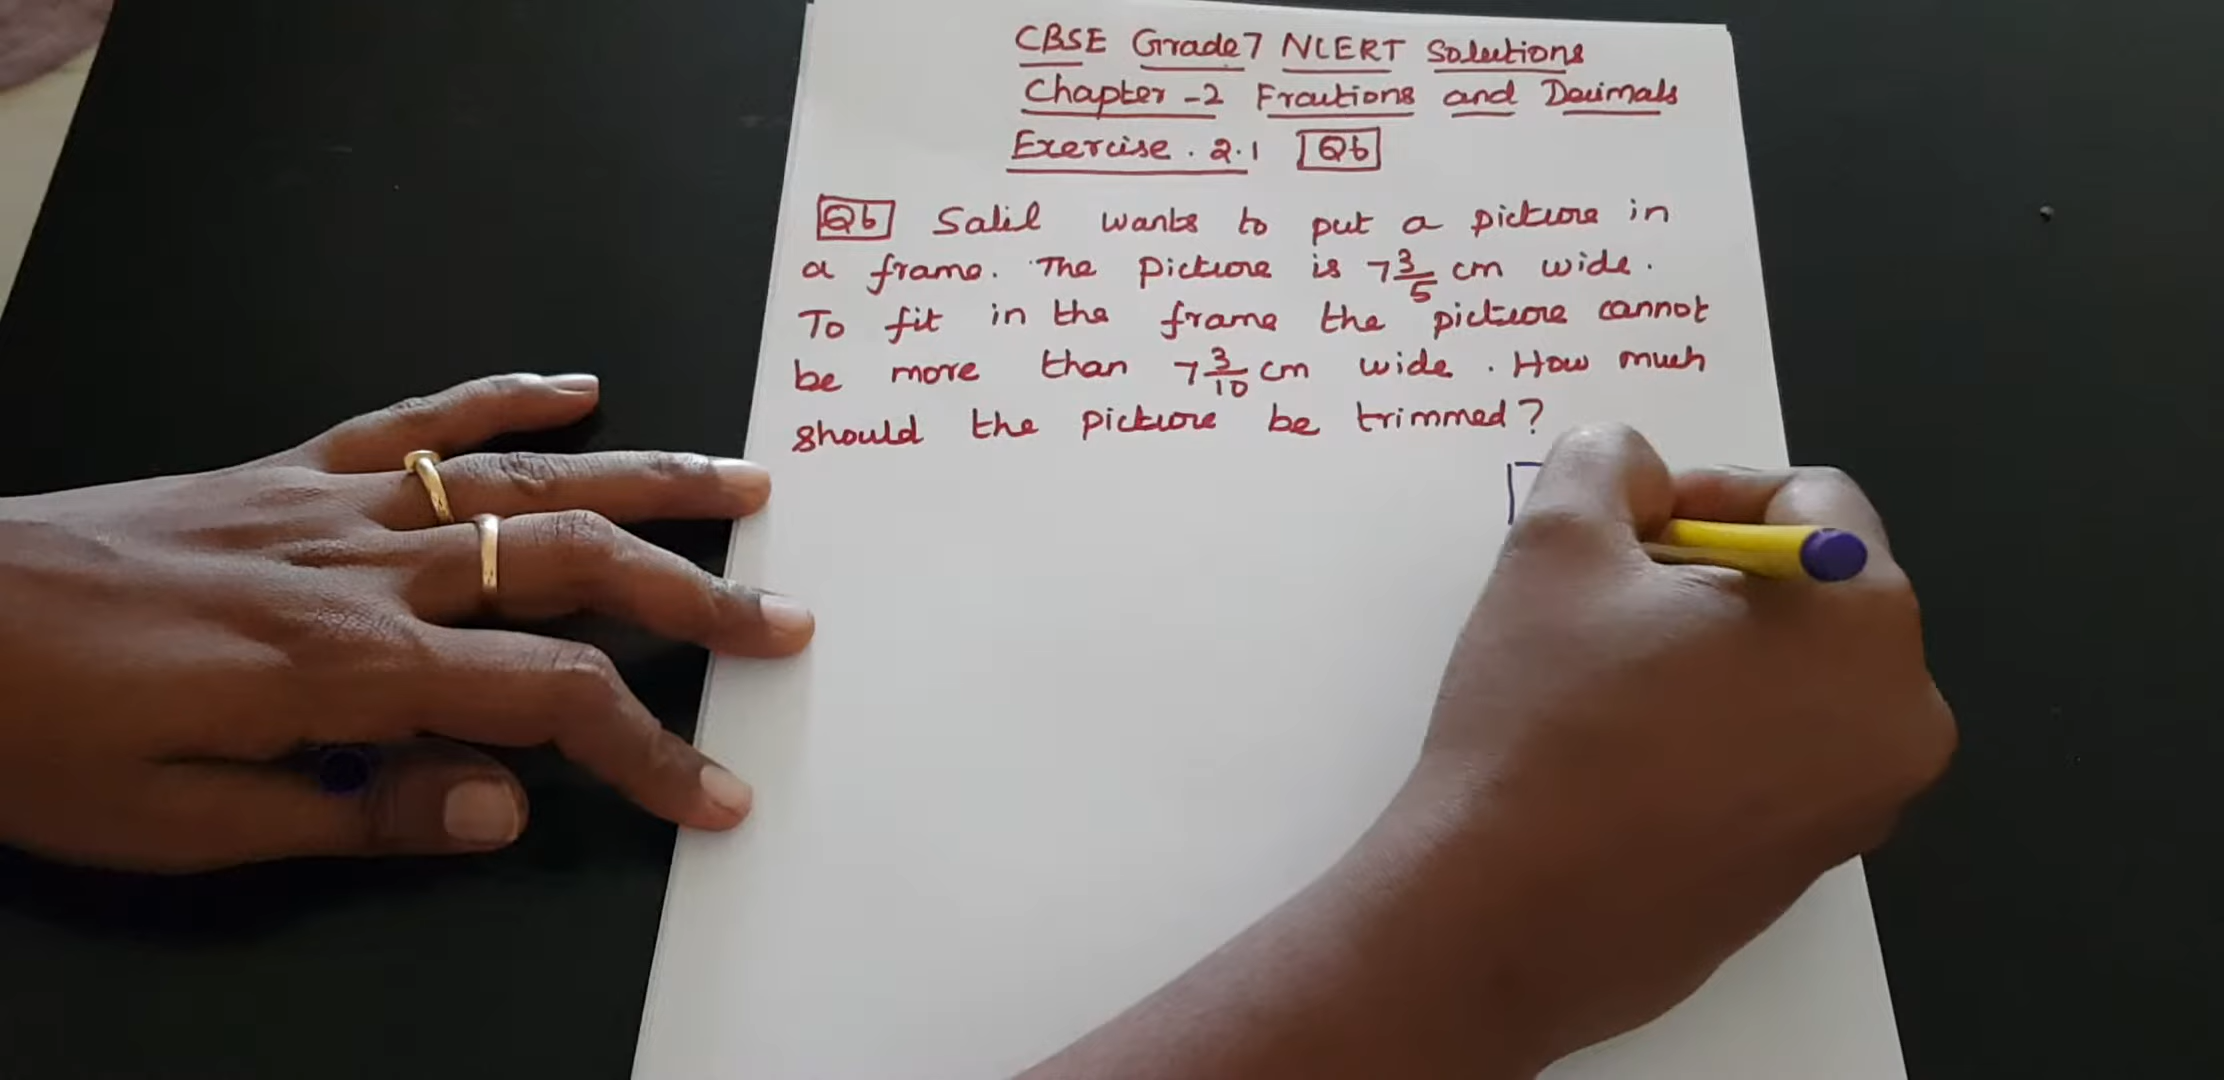 CBSE Grade 7 NCERT Solutions
Chapter - 2 Fractions and Decimals
Exercise . 2.1 Q6
Q6 Salil wants to put a picture in
a frame. The picture is 7 3/5 cm wide.
To fit in the frame the picture cannot
be more than 7 3/10 cm wide. How much
should the picture be trimmed?